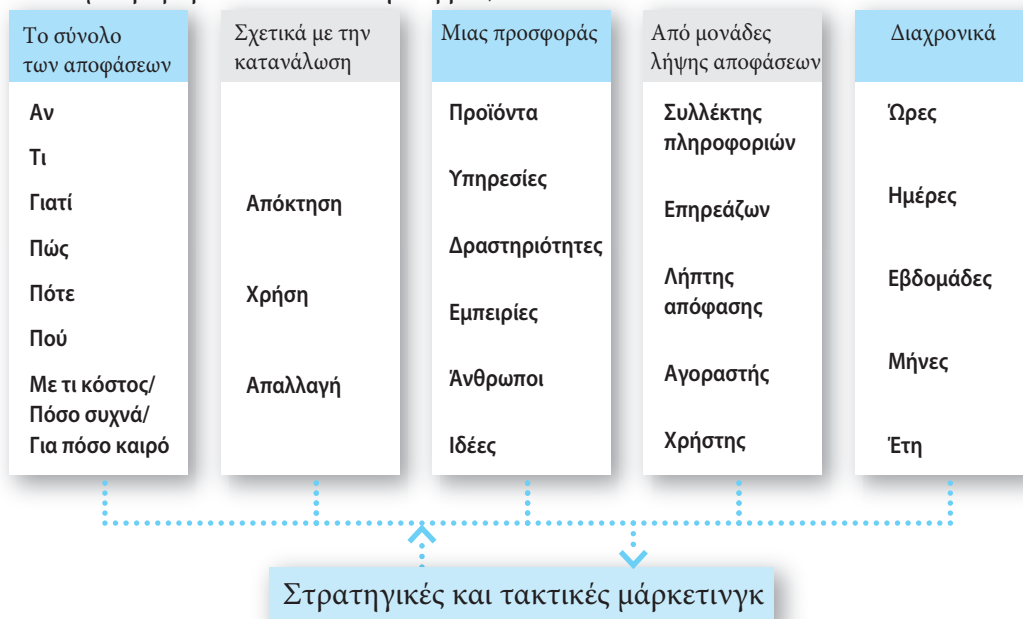 Το σύνολο
των αποφάσεων
Αν
Τι
Γιατί
Πώς
Πότε
Πού
Με τι κόστος/
Πόσο συχνά/
Για πόσο καιρό
Σχετικά με την
κατανάλωση
Απόκτηση
Χρήση
Απαλλαγή
Μιας προσφοράς
Προϊόντα
Υπηρεσίες
Δραστηριότητες
Εμπειρίες
Άνθρωποι
Ιδέες
Από μονάδες
λήψης αποφάσεων
Συλλέκτης
πληροφοριών
Επηρεάζων
Λήπτης
απόφασης
Αγοραστής
Χρήστης
Διαχρονικά
Ώρες
Ημέρες
Εβδομάδες
Μήνες
Έτη
Στρατηγικές και τακτικές μάρκετινγκ